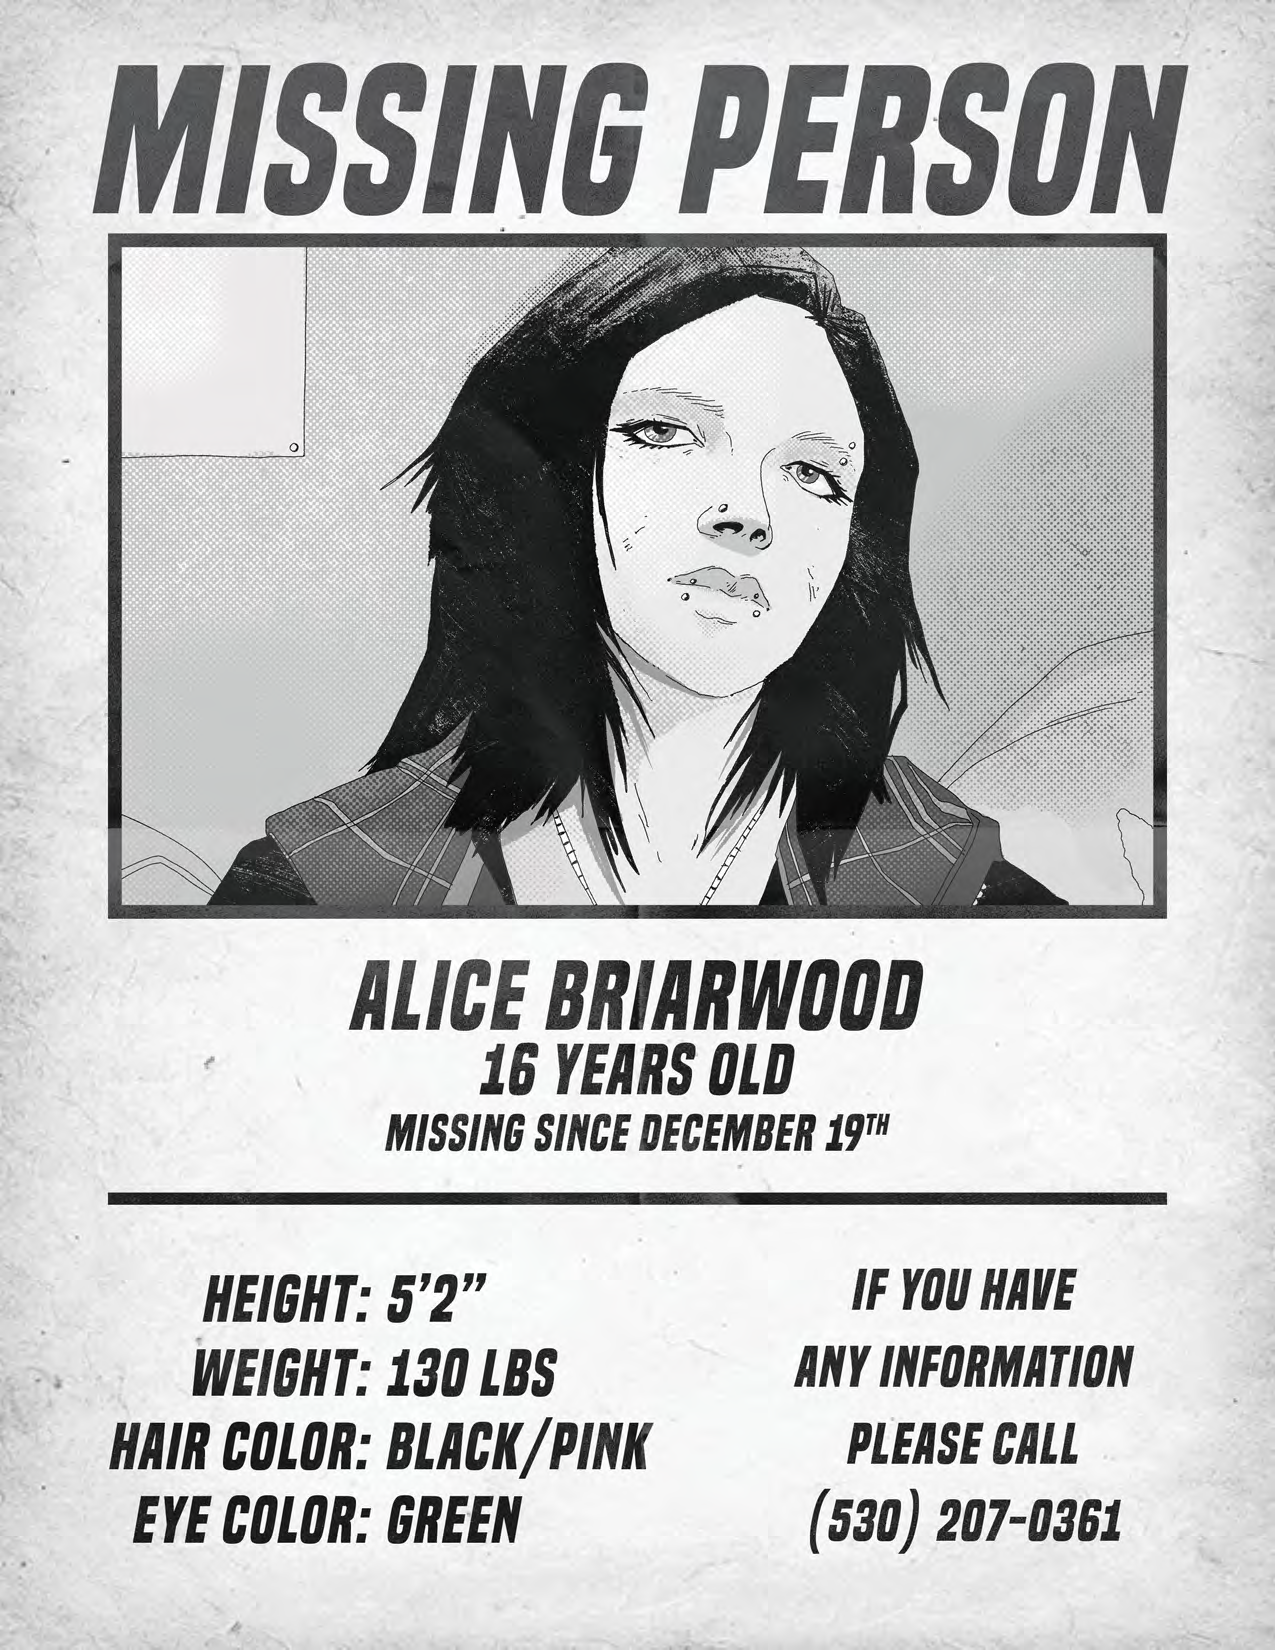 MISSING PERSON
ALICE BRIARWOOD
16 YEARS OLD
MISSING SINCE DECEMBER 19TH
HEIGHT: 5'2”
WEIGHT: 130 LBS
HAIR COLOR: BLACK/PINK
EYE COLOR: GREEN
IF YOU HAVE
ANY INFORMATION
PLEASE CALL
(530) 207-0361